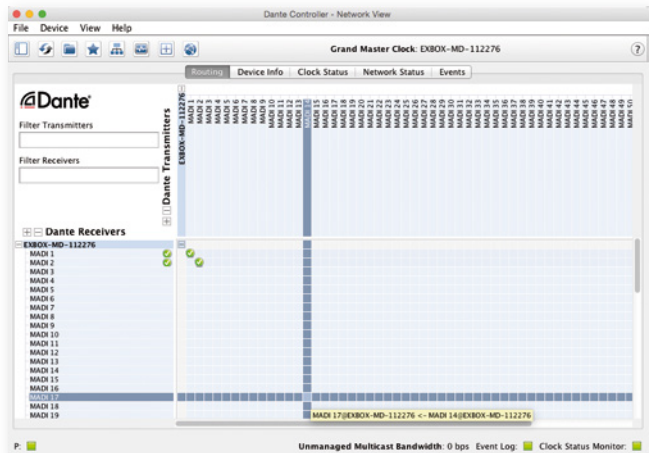 Dante Controller - Network View
File Device View Help
Grand Master Clock: EXBOX-MD-112276
?
Routing Device Info Clock Status Network Status Events
Dante
Filter Transmitters
Filter Receivers
Dante Transmitters
EXBOX-MD-112276
MADI 1
MADI 2
MADI 3
MADI 4
MADI 5
MADI 6
MADI 7
MADI 8
MADI 9
MADI 10
MADI 11
MADI 12
MADI 13
MADI 14
MADI 15
MADI 16
MADI 17
MADI 18
MADI 19
MADI 20
MADI 21
MADI 22
MADI 23
MADI 24
MADI 25
MADI 26
MADI 27
MADI 28
MADI 29
MADI 30
MADI 31
MADI 32
MADI 33
MADI 34
MADI 35
MADI 36
MADI 37
MADI 38
MADI 39
MADI 40
MADI 41
MADI 42
MADI 43
MADI 44
MADI 45
MADI 46
MADI 47
MADI 48
MADI 49
MADI 50
Dante Receivers
EXBOX-MD-112276
MADI 1
MADI 2
MADI 3
MADI 4
MADI 5
MADI 6
MADI 7
MADI 8
MADI 9
MADI 10
MADI 11
MADI 12
MADI 13
MADI 14
MADI 15
MADI 16
MADI 17
MADI 18
MADI 19
MADI 17@EXBOX-MD-112276 <- MADI 14@EXBOX-MD-112276
P: Unmanaged Multicast Bandwidth: 0 bps Event Log: Clock Status Monitor: